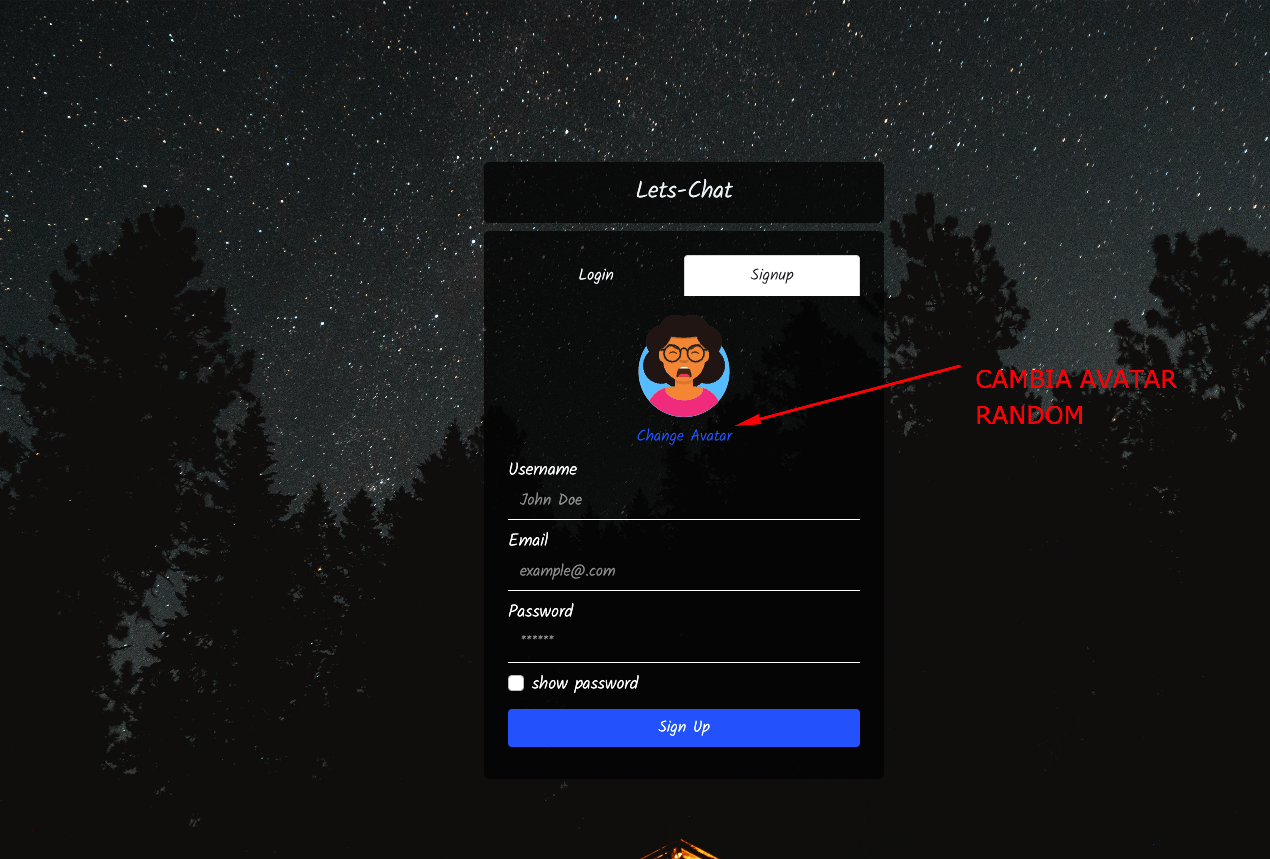 Lets-Chat
Login
Signup
CAMBIA AVATAR
RANDOM
Change Avatar
Username
John Doe
Email
example@.com
Password
******
show password
Sign Up